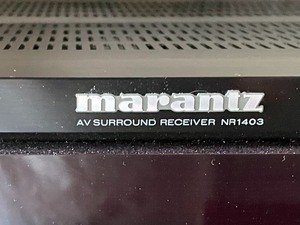 marantz
AV SURROUND RECEIVER NR1403